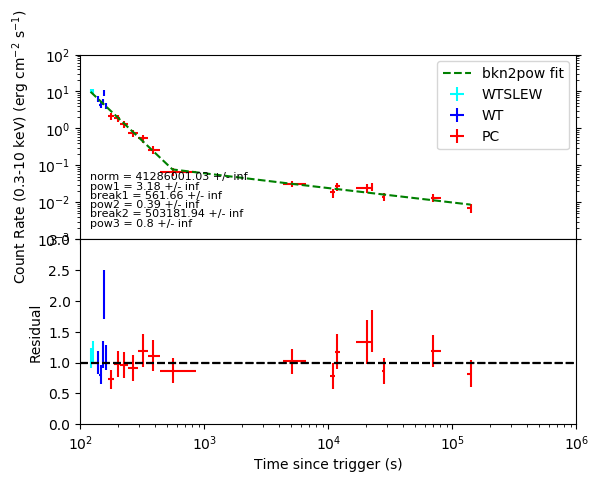 Count Rate (0.3-10 keV) (erg cm⁻² s⁻¹)
10²
10¹
10⁰
10⁻¹
10⁻²
10⁻³
bkn2pow fit
WTSLEW
WT
PC
norm = 41286001.03 +/- inf
pow1 = 3.18 +/- inf
break1 = 561.66 +/- inf
pow2 = 0.39 +/- inf
break2 = 503181.94 +/- inf
pow3 = 0.8 +/- inf
Residual
3.0
2.5
2.0
1.5
1.0
0.5
0.0
10² 10³ 10⁴ 10⁵ 10⁶
Time since trigger (s)